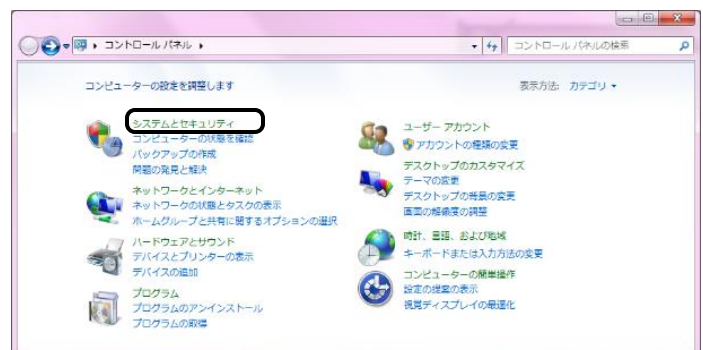 コントロール パネル
コントロール パネルの検索
コンピューターの設定を調整します
表示方法: カテゴリ
システムとセキュリティ
コンピューターの状態を確認
バックアップの作成
問題の発見と解決
ネットワークとインターネット
ネットワークの状態とタスクの表示
ホームグループと共有に関するオプションの選択
ハードウェアとサウンド
デバイスとプリンターの表示
デバイスの追加
プログラム
プログラムのアンインストール
プログラムの取得
ユーザー アカウント
アカウントの種類の変更
デスクトップのカスタマイズ
テーマの変更
デスクトップの背景の変更
画面の解像度の調整
時計、言語、および地域
キーボードまたは入力方法の変更
コンピューターの簡単操作
設定の提案の表示
視覚ディスプレイの最適化